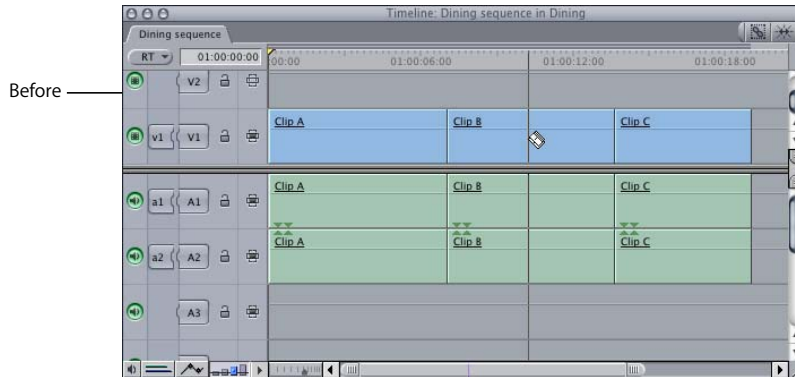 Timeline: Dining sequence in Dining
Dining sequence
RT 01:00:00:00 :00:00 01:00:06:00 01:00:12:00 01:00:18:00
Before
V2
Clip A Clip B Clip C
v1 V1
Clip A Clip B Clip C
a1 A1
Clip A Clip B Clip C
a2 A2
A3